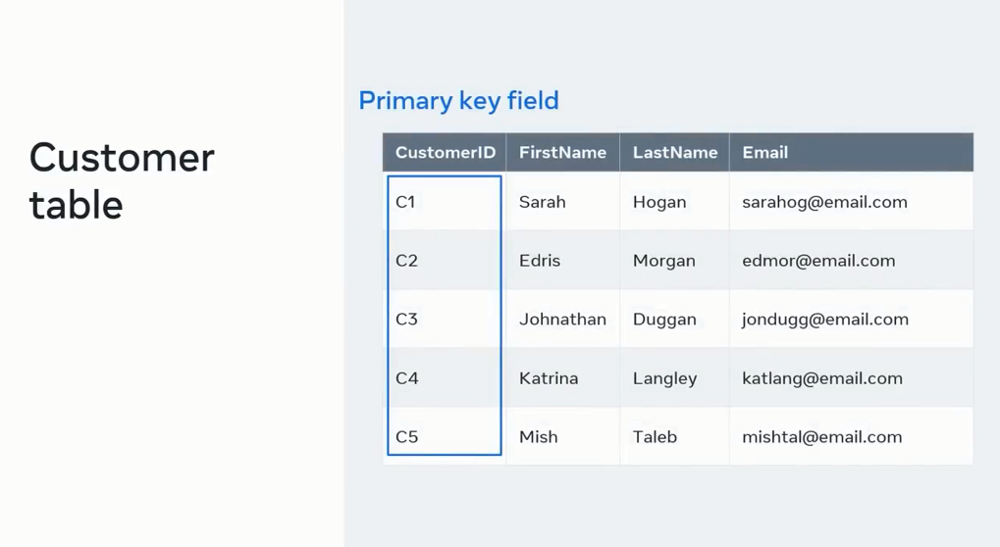 Customer
table
Primary key field
CustomerID FirstName LastName Email
C1 Sarah Hogan sarahog@email.com
C2 Edris Morgan edmor@email.com
C3 Johnathan Duggan jondugg@email.com
C4 Katrina Langley katlang@email.com
C5 Mish Taleb mishtal@email.com